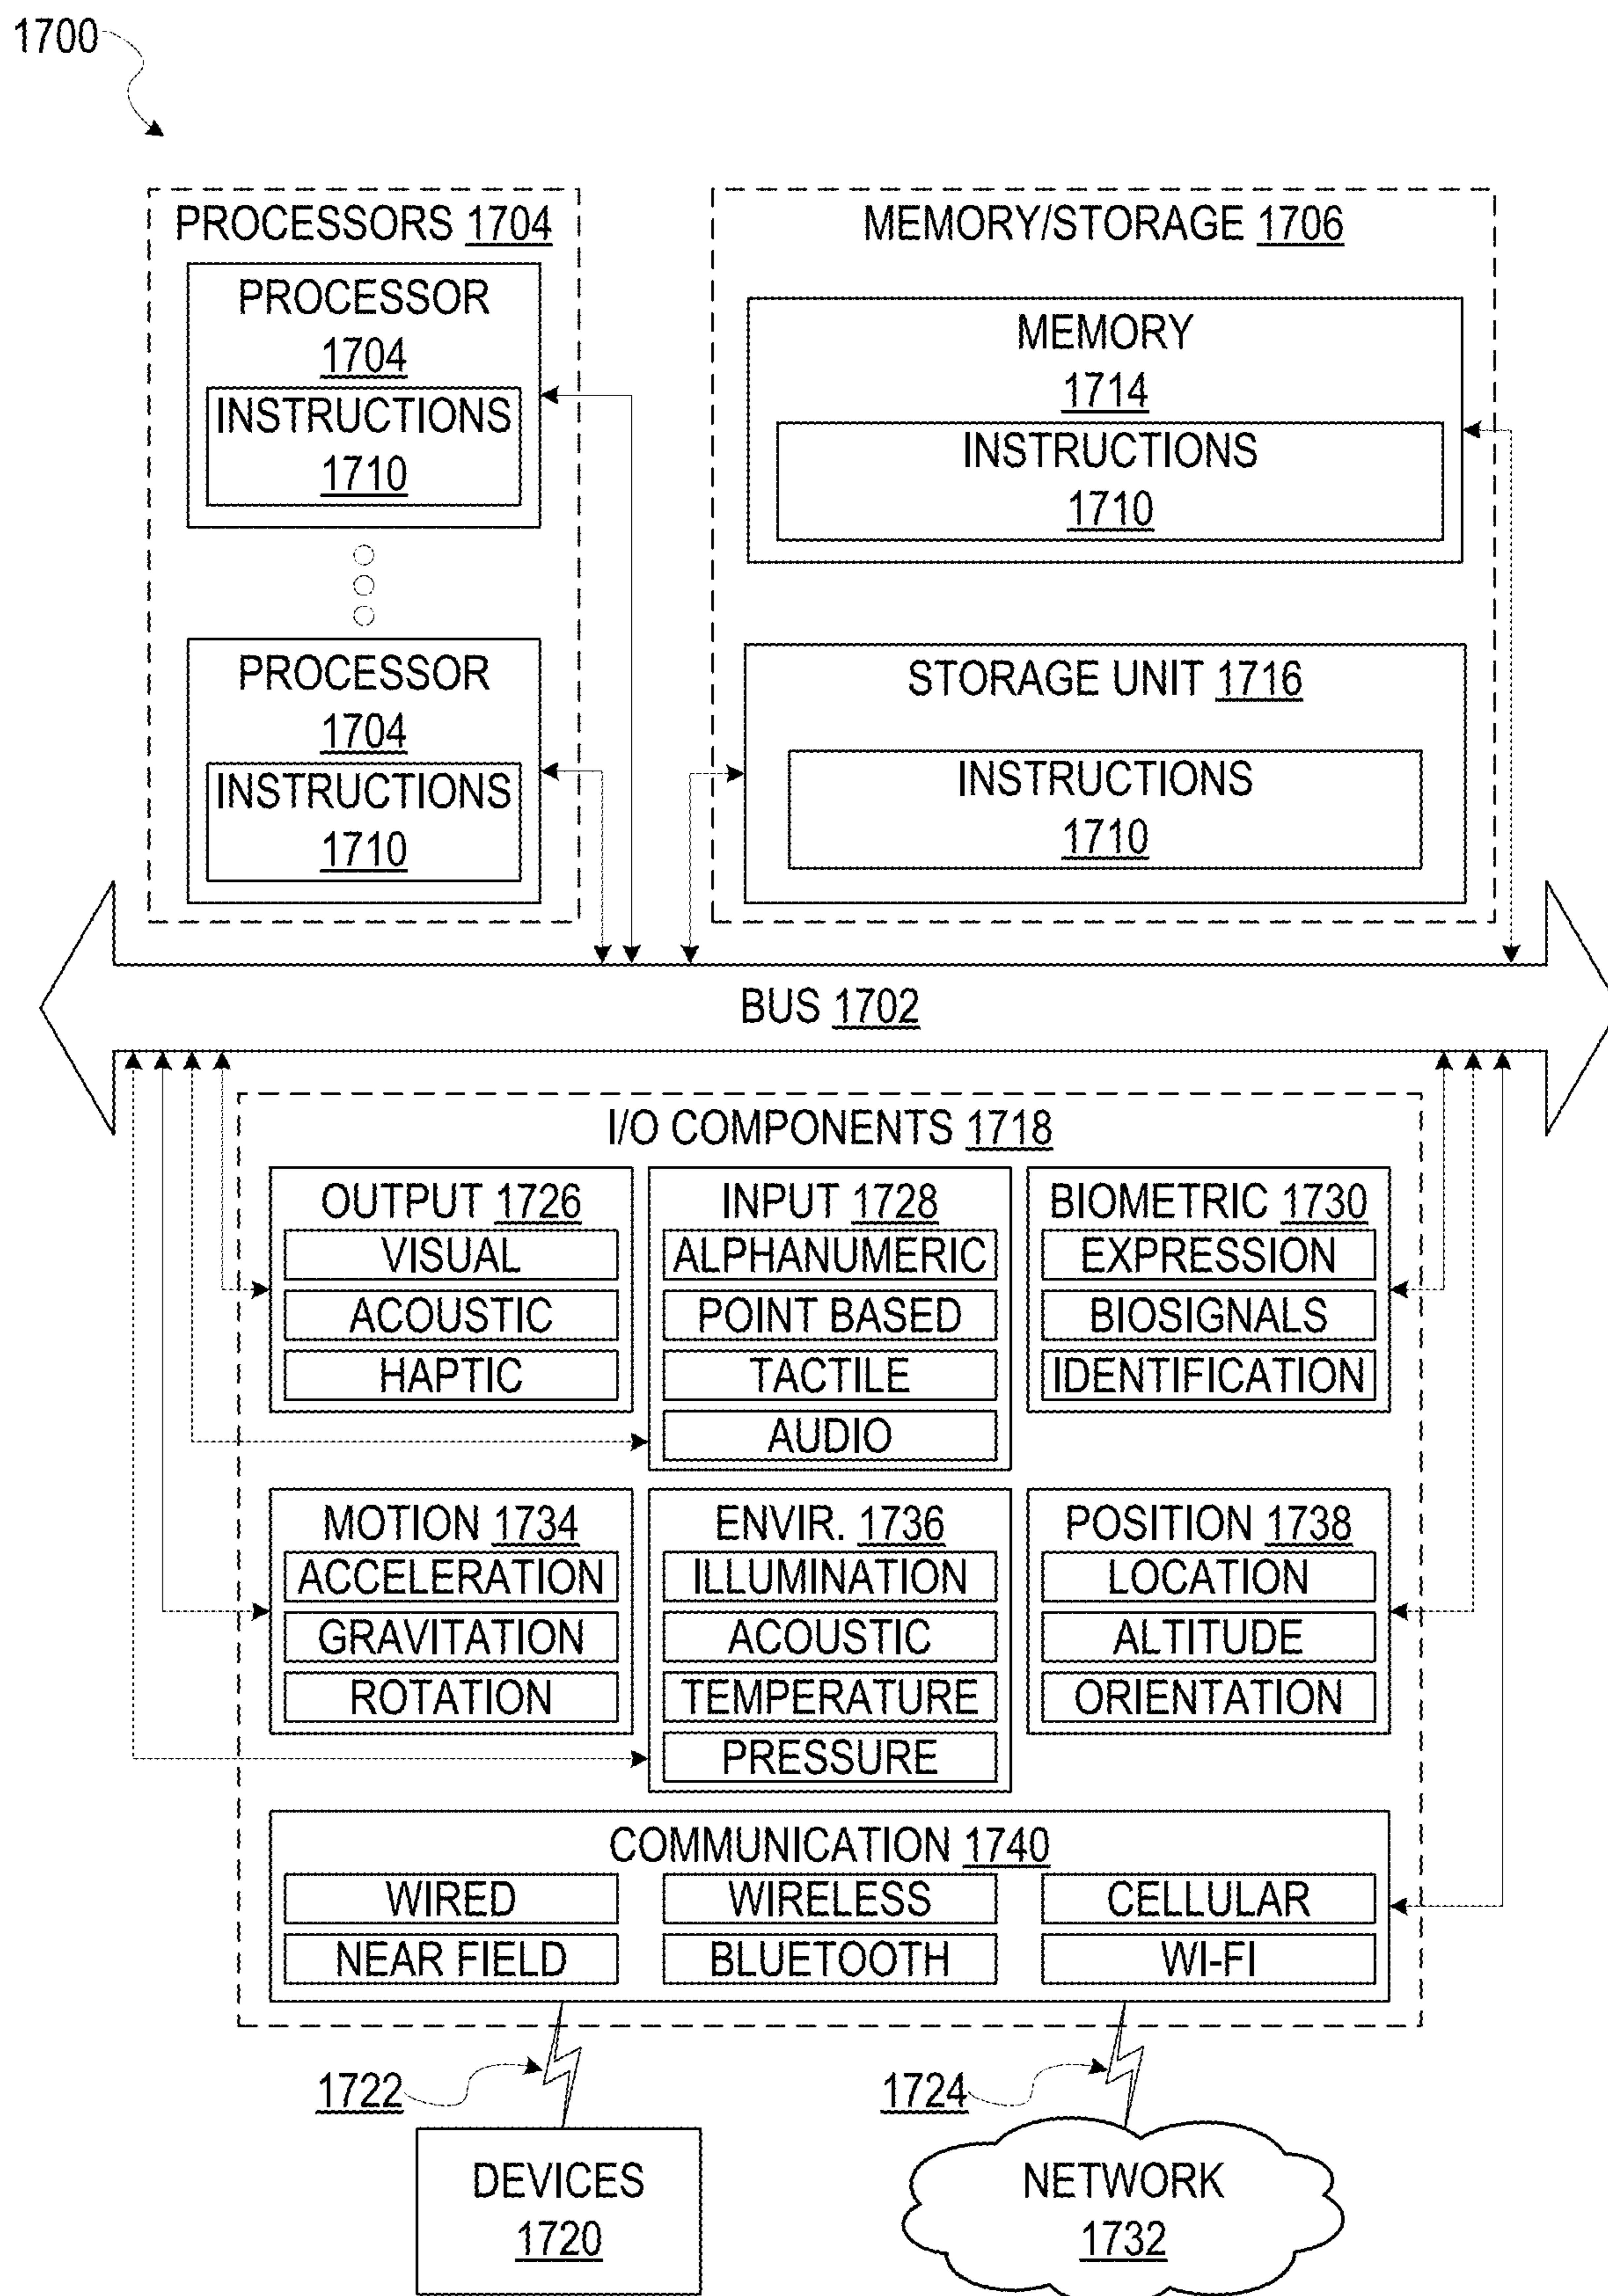 1700
PROCESSORS 1704
PROCESSOR
1704
INSTRUCTIONS
1710
PROCESSOR
1704
INSTRUCTIONS
1710
MEMORY/STORAGE 1706
MEMORY
1714
INSTRUCTIONS
1710
STORAGE UNIT 1716
INSTRUCTIONS
1710
BUS 1702
I/O COMPONENTS 1718
OUTPUT 1726
VISUAL
ACOUSTIC
HAPTIC
INPUT 1728
ALPHANUMERIC
POINT BASED
TACTILE
AUDIO
BIOMETRIC 1730
EXPRESSION
BIOSIGNALS
IDENTIFICATION
MOTION 1734
ACCELERATION
GRAVITATION
ROTATION
ENVIR. 1736
ILLUMINATION
ACOUSTIC
TEMPERATURE
PRESSURE
POSITION 1738
LOCATION
ALTITUDE
ORIENTATION
COMMUNICATION 1740
WIRED
WIRELESS
CELLULAR
NEAR FIELD
BLUETOOTH
WI-FI
1722
1724
DEVICES
1720
NETWORK
1732